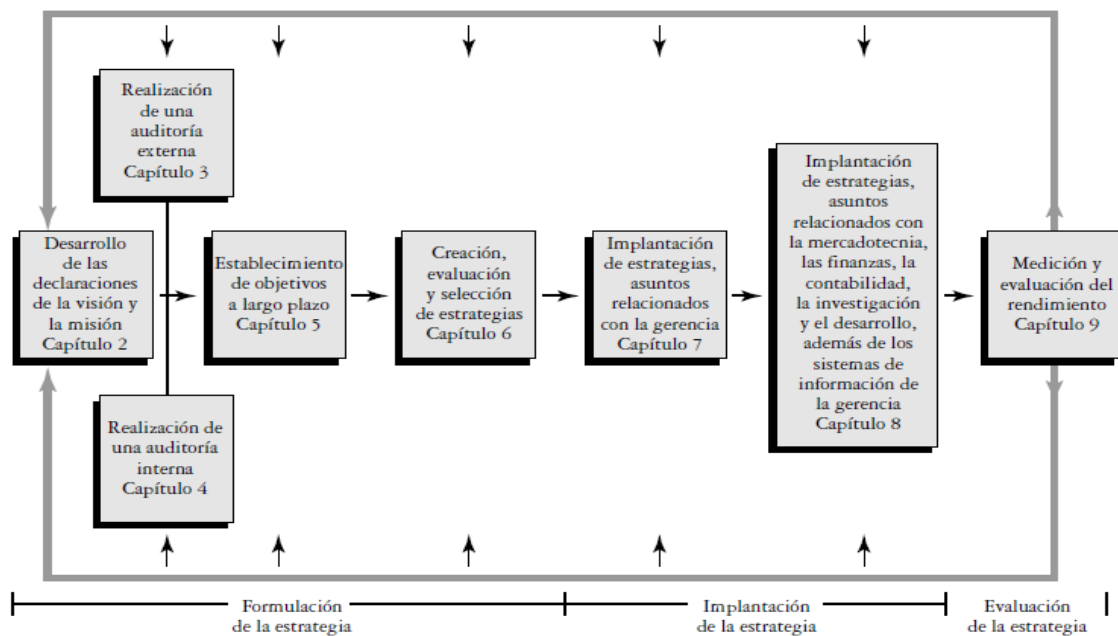 Realización
de una
auditoría
externa
Capítulo 3
Desarrollo
de las
declaraciones
de la visión y
la misión
Capítulo 2
Realización de
una auditoría
interna
Capítulo 4
Establecimiento
de objetivos
a largo plazo
Capítulo 5
Creación,
evaluación
y selección
de estrategias
Capítulo 6
Implantación
de estrategias,
asuntos
relacionados
con la gerencia
Capítulo 7
Implantación
de estrategias,
asuntos
relacionados con
la mercadotecnia,
las finanzas, la
contabilidad,
la investigación
y el desarrollo,
además de los
sistemas de
información de
la gerencia
Capítulo 8
Medición y
evaluación del
rendimiento
Capítulo 9
Formulación
de la estrategia
Implantación
de la estrategia
Evaluación
de la estrategia